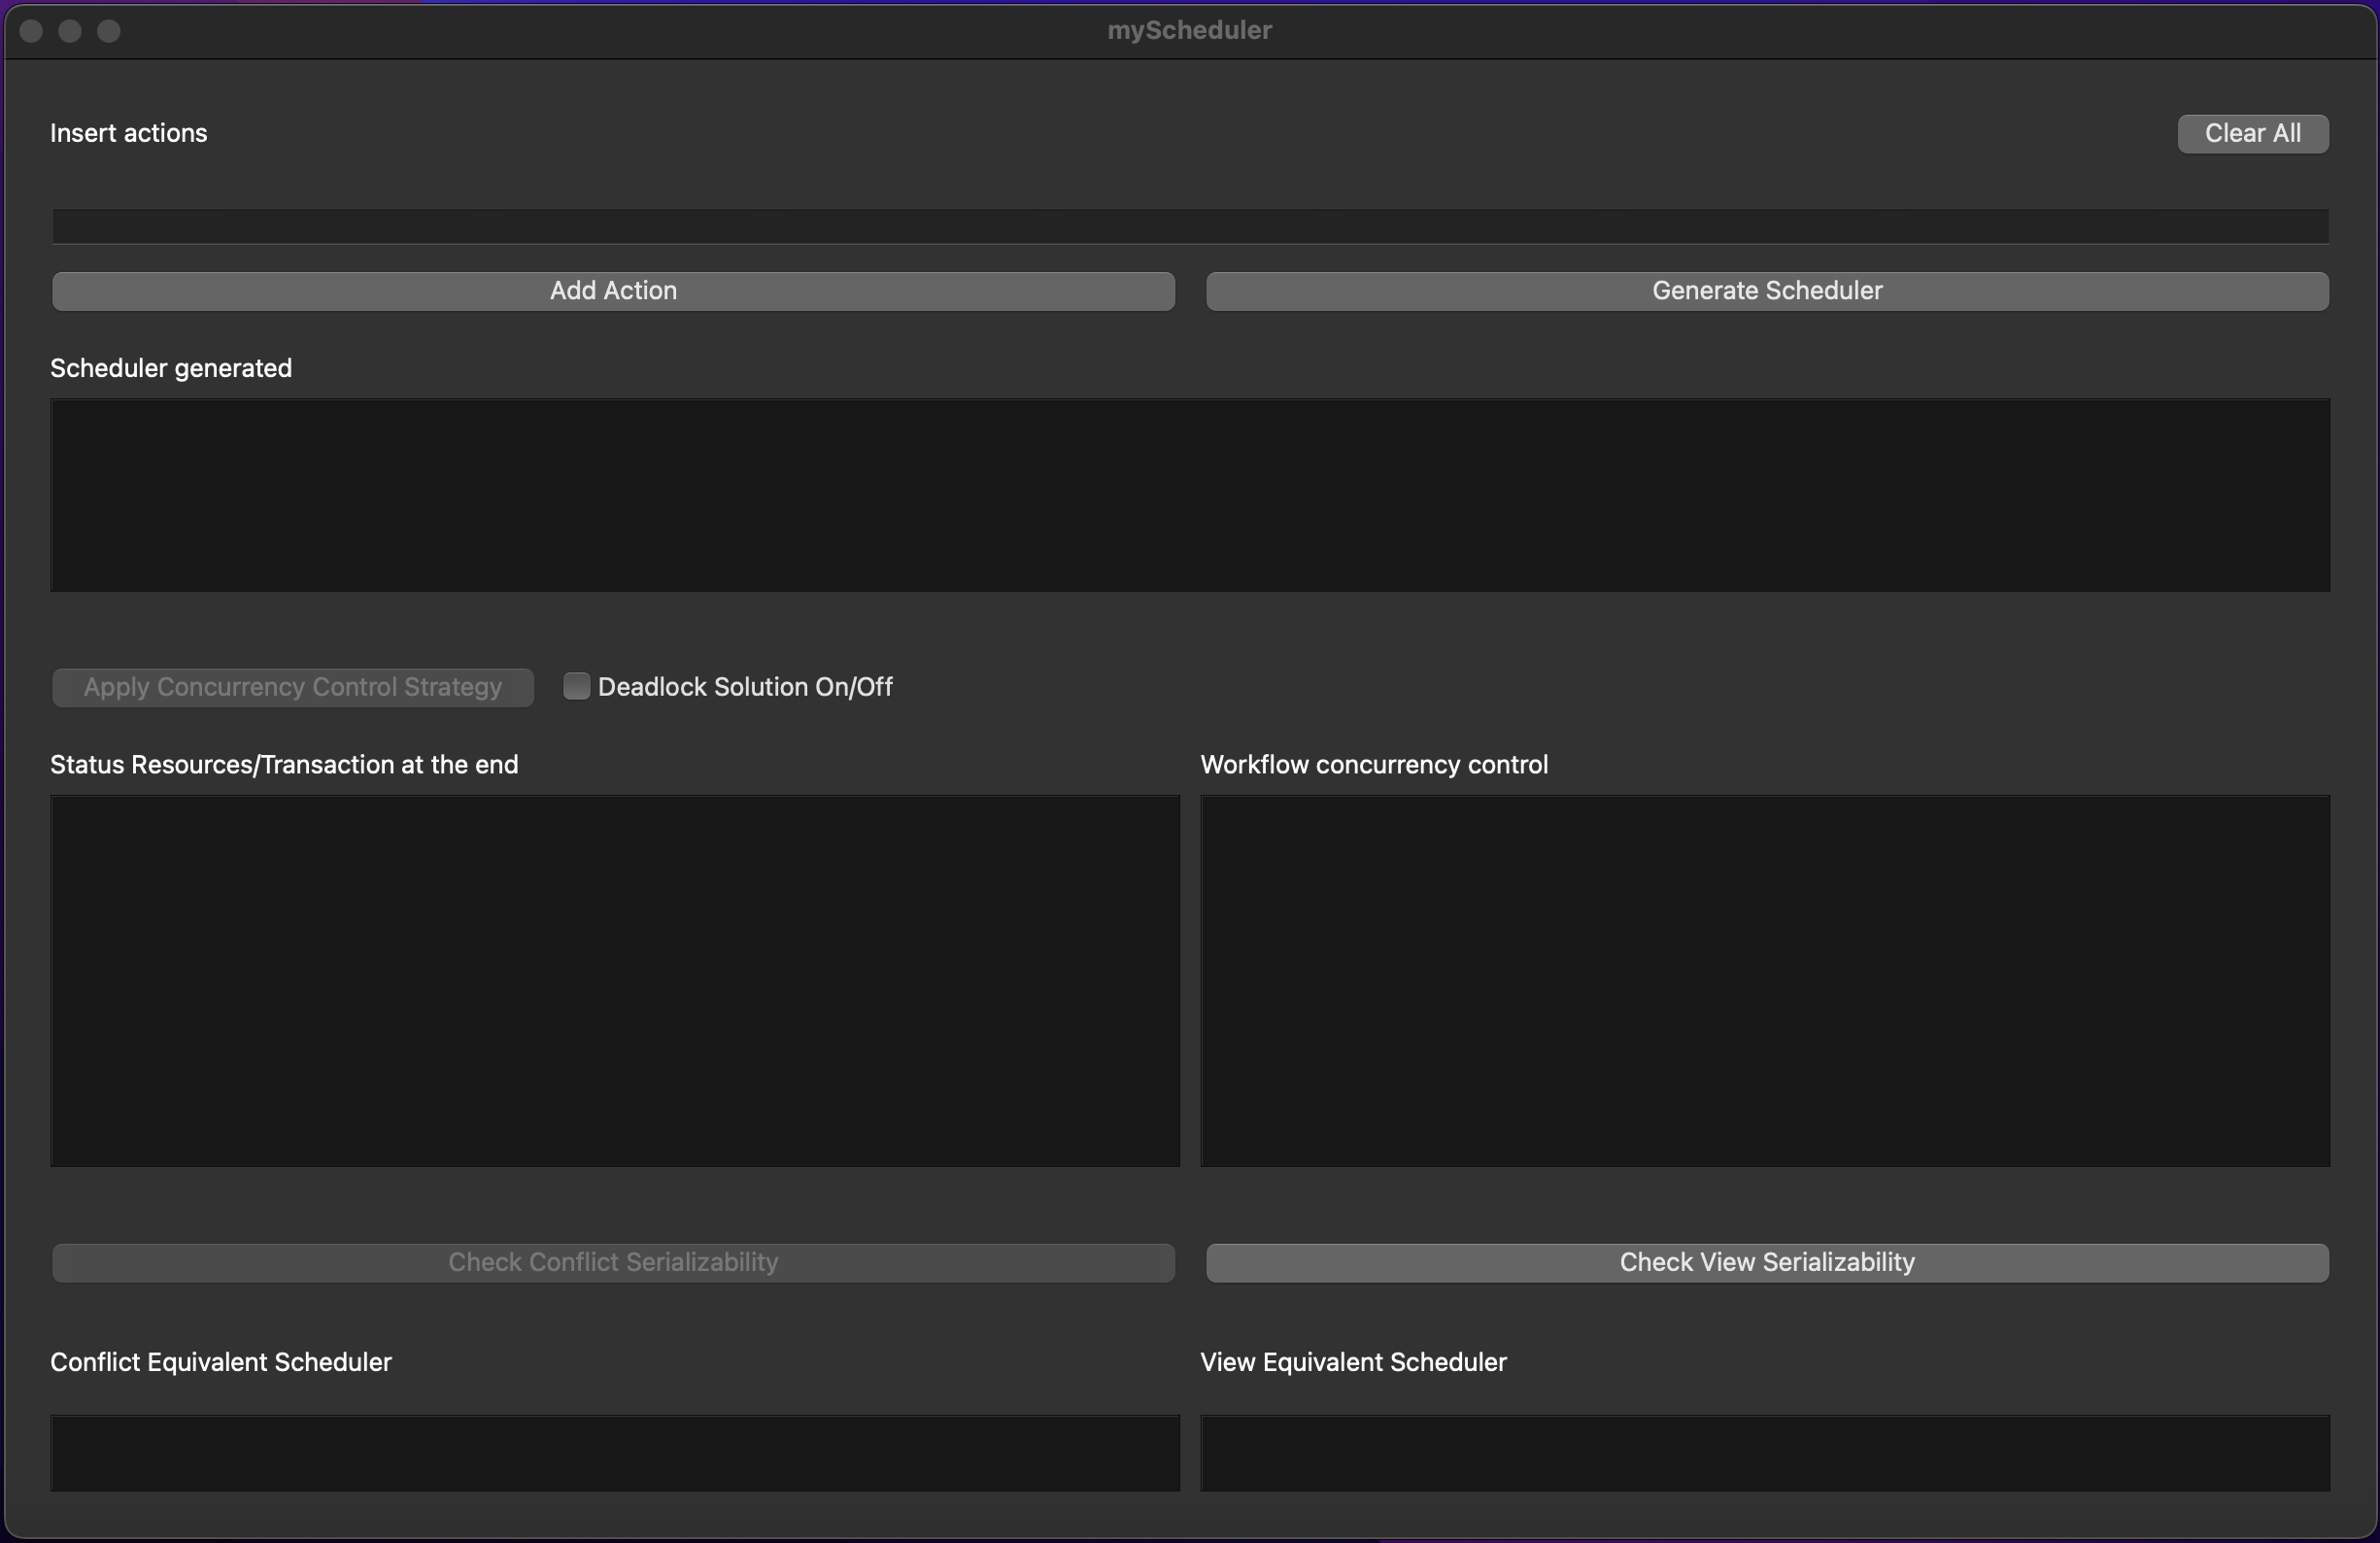 myScheduler
Insert actions
Clear All
Add Action
Generate Scheduler
Scheduler generated
Apply Concurrency Control Strategy
Deadlock Solution On/Off
Status Resources/Transaction at the end
Workflow concurrency control
Check Conflict Serializability
Check View Serializability
Conflict Equivalent Scheduler
View Equivalent Scheduler